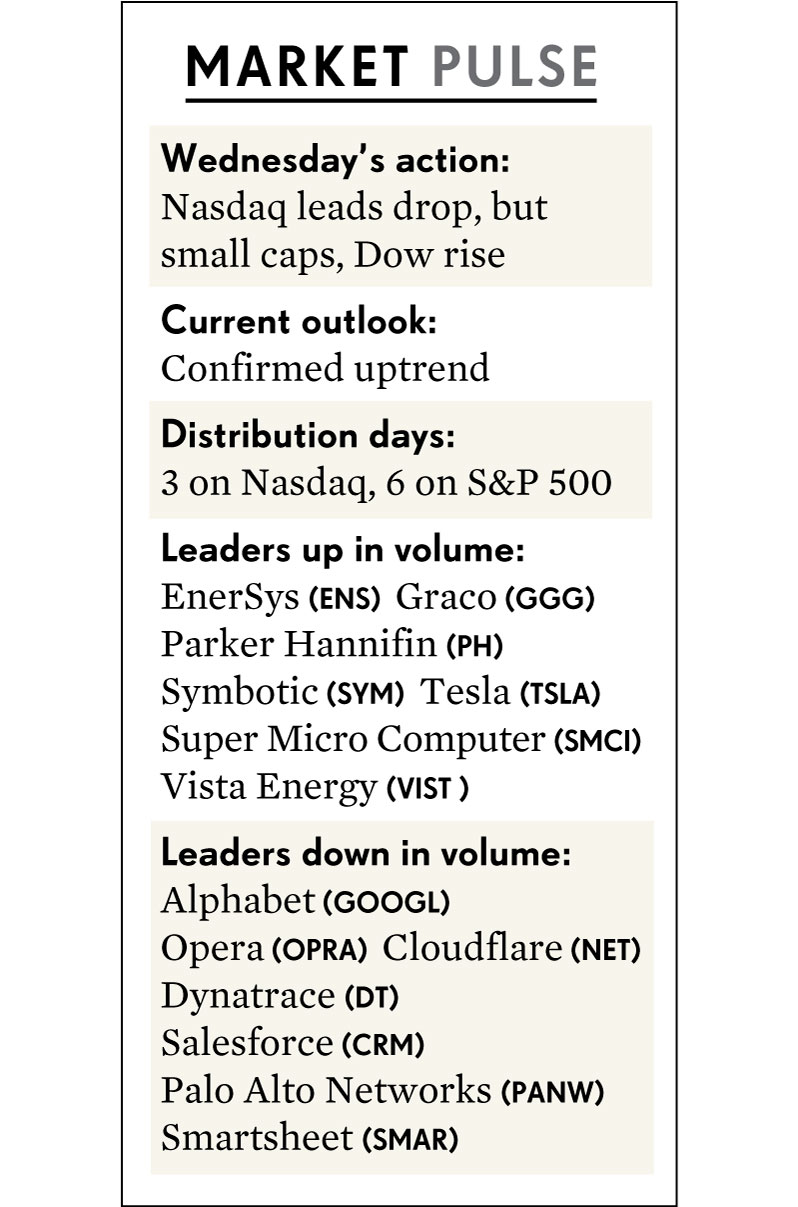 MARKET PULSE
Wednesday’s action:
Nasdaq leads drop, but
small caps, Dow rise
Current outlook:
Confirmed uptrend
Distribution days:
3 on Nasdaq, 6 on S&P 500
Leaders up in volume:
EnerSys (ENS) Graco (GGG)
Parker Hannifin (PH)
Symbotic (SYM) Tesla (TSLA)
Super Micro Computer (SMCI)
Vista Energy (VIST )
Leaders down in volume:
Alphabet (GOOGL)
Opera (OPRA) Cloudflare (NET)
Dynatrace (DT)
Salesforce (CRM)
Palo Alto Networks (PANW)
Smartsheet (SMAR)